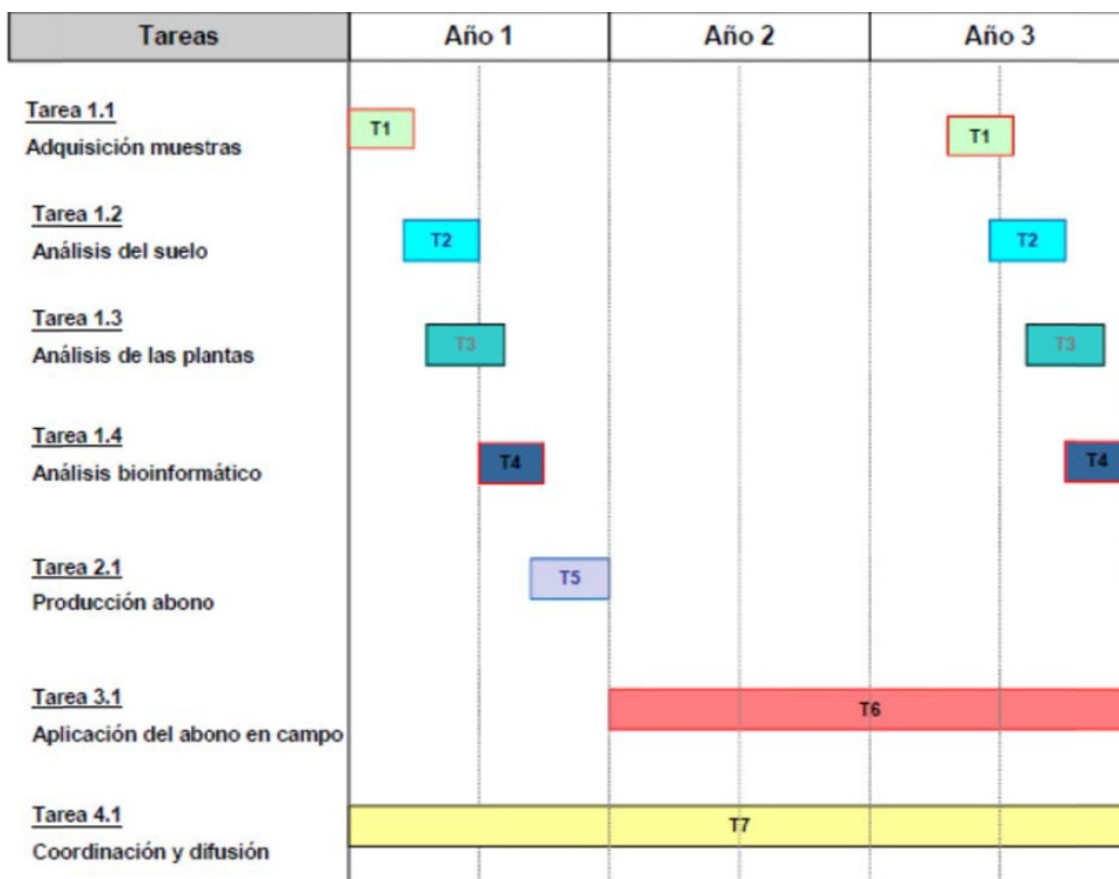 Tareas Año 1 Año 2 Año 3
Tarea 1.1
Adquisición muestras
T1 T1
Tarea 1.2
Análisis del suelo
T2 T2
Tarea 1.3
Análisis de las plantas
T3 T3
Tarea 1.4
Análisis bioinformático
T4 T4
Tarea 2.1
Producción abono
T5
Tarea 3.1
Aplicación del abono en campo
T6
Tarea 4.1
Coordinación y difusión
T7